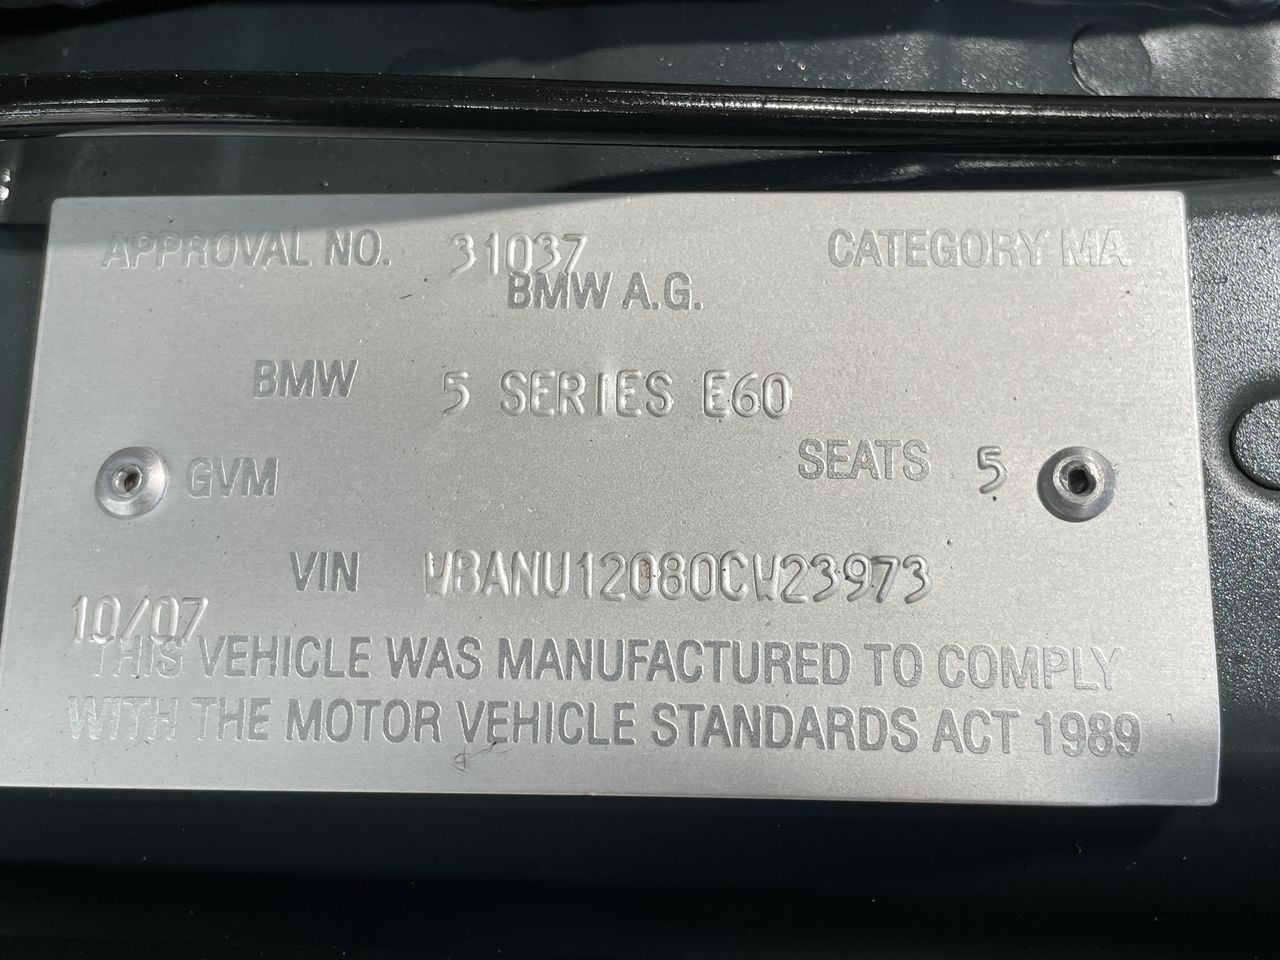 APPROVAL NO. 31037 CATEGORY MA
BMW A.G.
BMW 5 SERIES E60
GVM SEATS 5
VIN WBANU12080CW23973
10/07
THIS VEHICLE WAS MANUFACTURED TO COMPLY
WITH THE MOTOR VEHICLE STANDARDS ACT 1989